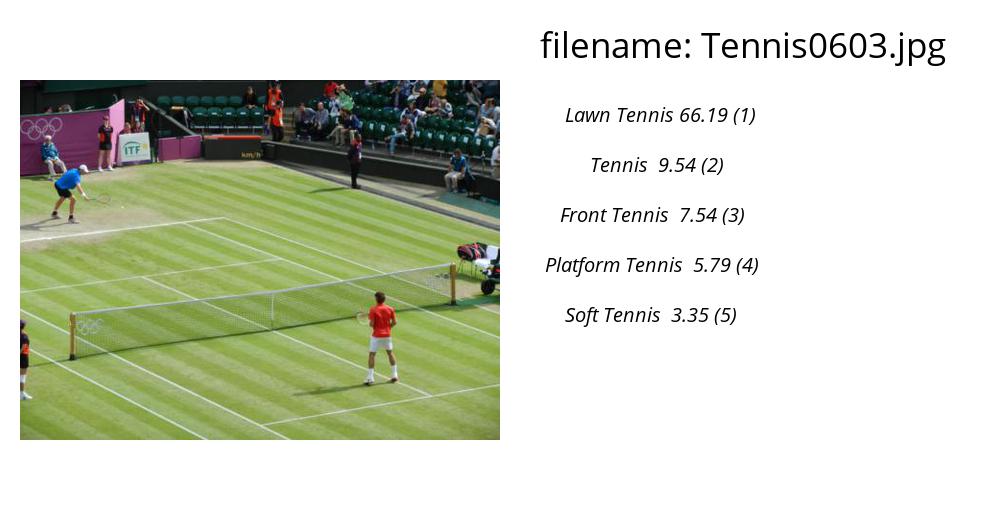 filename: Tennis0603.jpg
Lawn Tennis 66.19 (1)
Tennis 9.54 (2)
Front Tennis 7.54 (3)
Platform Tennis 5.79 (4)
Soft Tennis 3.35 (5)
ITF
km/h